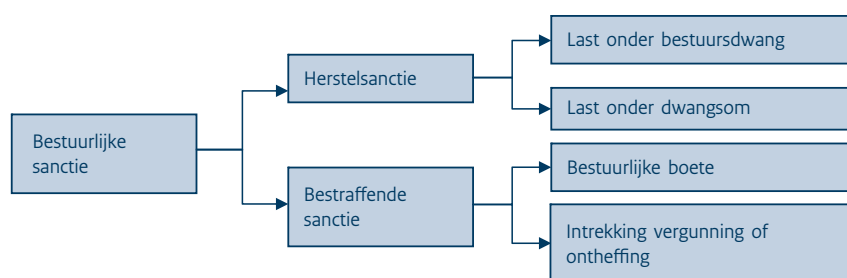 Bestuurlijke
sanctie
Herstelsanctie
Last onder bestuursdwang
Last onder dwangsom
Bestraffende
sanctie
Bestuurlijke boete
Intrekking vergunning of
ontheffing